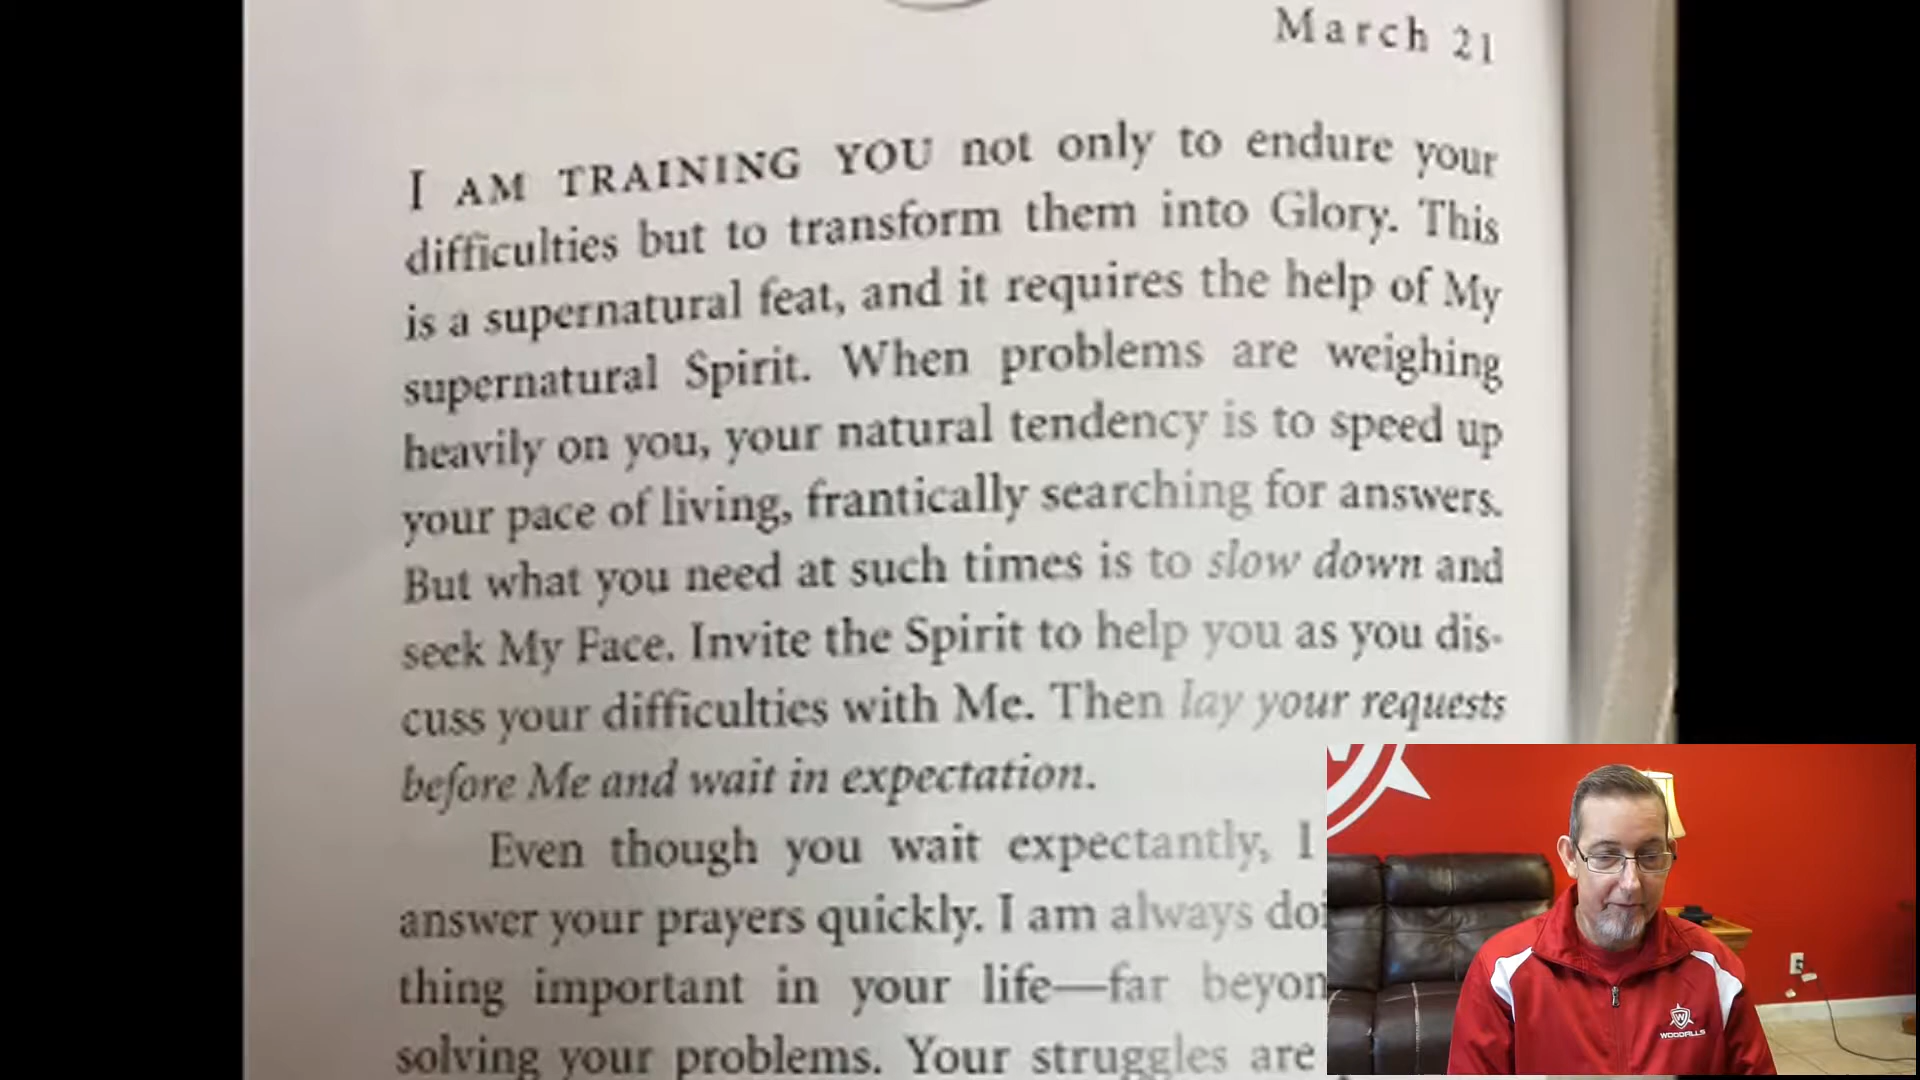 March 21
I AM TRAINING YOU not only to endure your
difficulties but to transform them into Glory. This
is a supernatural feat, and it requires the help of My
supernatural Spirit. When problems are weighing
heavily on you, your natural tendency is to speed up
your pace of living, frantically searching for answers.
But what you need at such times is to slow down and
seek My Face. Invite the Spirit to help you as you dis-
cuss your difficulties with Me. Then lay your requests
before Me and wait in expectation.
Even though you wait expectantly, I
answer your prayers quickly. I am always
thing important in your life—far
solving your problems. Your struggles are
W
WOODALLS